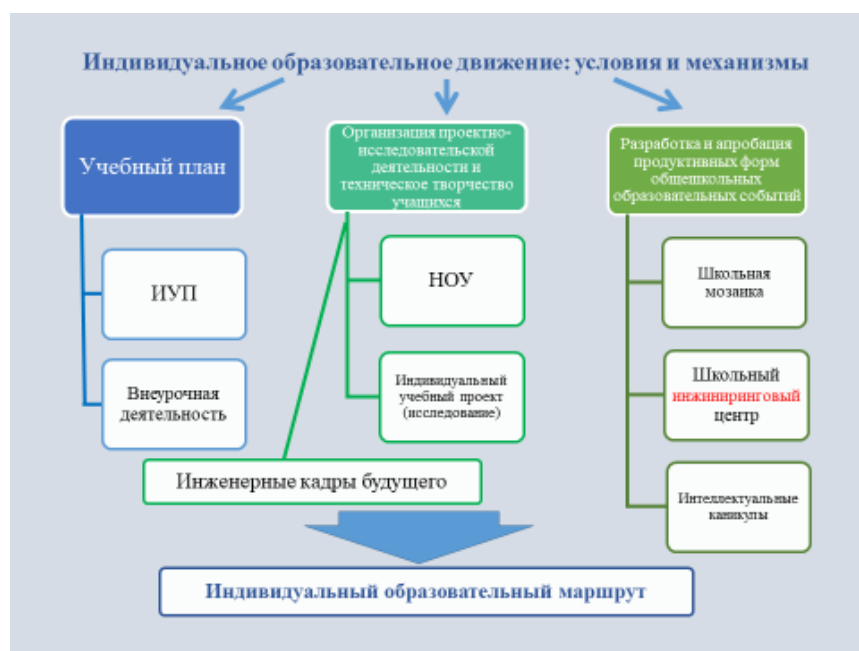 Индивидуальное образовательное движение: условия и механизмы
Учебный план
ИУП
Внеурочная
деятельность
Организация проектно-
исследовательской
деятельности и
техническое творчество
учащихся
НОУ
Индивидуальный
учебный проект
(исследование)
Инженерные кадры будущего
Разработка и апробация
продуктивных форм
общешкольных
образовательных событий
Школьная
мозаика
Школьный
инжиниринговый
центр
Интеллектуальные
каникулы
Индивидуальный образовательный маршрут